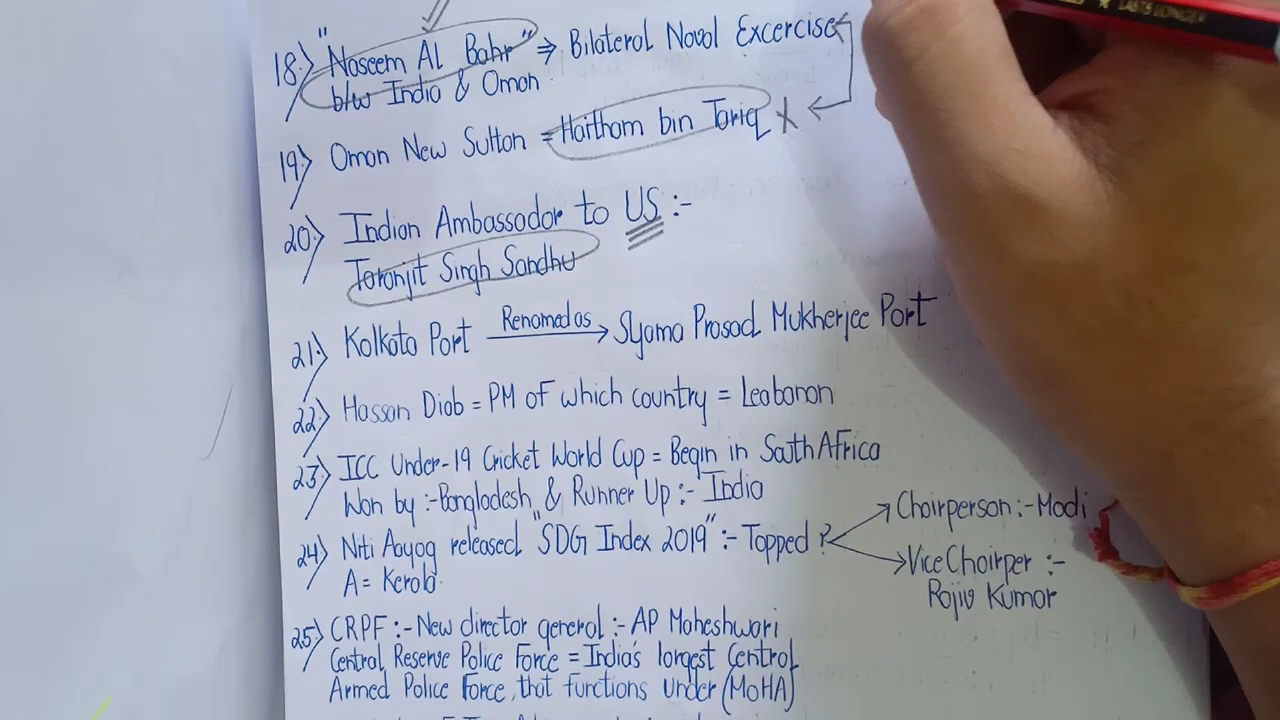 18) "Naseem Al Bahr" ⇒ Bilateral Naval Excercise
b/w India & Oman
19) Oman New Sultan = Haitham bin Tariq X
20) Indian Ambassador to US :-
Taranjit Singh Sandhu
21) Kolkata Port Renamed as → Syama Prasad Mukherjee Port
22) Hassan Diab = PM of which country = Leabanon
23) ICC Under-19 Cricket World Cup = Begin in South Africa
Won by :- Bangladesh & Runner Up :- India
24) Niti Aayog released "SDG Index 2019" :- Topped ?
A = Kerala
Chairperson :- Modi
Vice Chairper :-
Rajiv Kumar
25) CRPF :- New director general :- AP Maheshwari
Central Reserve Police Force = India's largest Central
Armed Police Force, that functions under (MoHA)